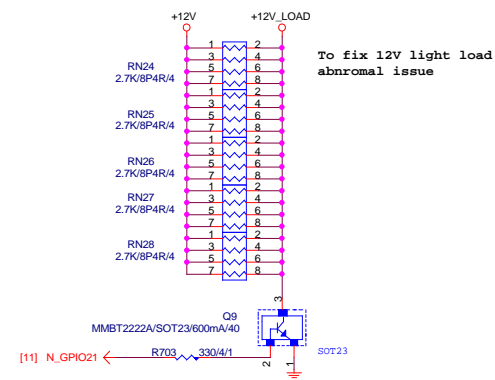 +12V +12V_LOAD
To fix 12V light load
abnromal issue
1 2
3 4
RN24 5 6
2.7K/8P4R/4 7 8
1 2
3 4
RN25 5 6
2.7K/8P4R/4 7 8
1 2
3 4
RN26 5 6
2.7K/8P4R/4 7 8
1 2
RN27 3 4
2.7K/8P4R/4 5 6
7 8
1 2
RN28 3 4
2.7K/8P4R/4 5 6
7 8
3
Q9
MMBT2222A/SOT23/600mA/40
SOT23
[11] N_GPIO21 R703 330/4/1 2 1